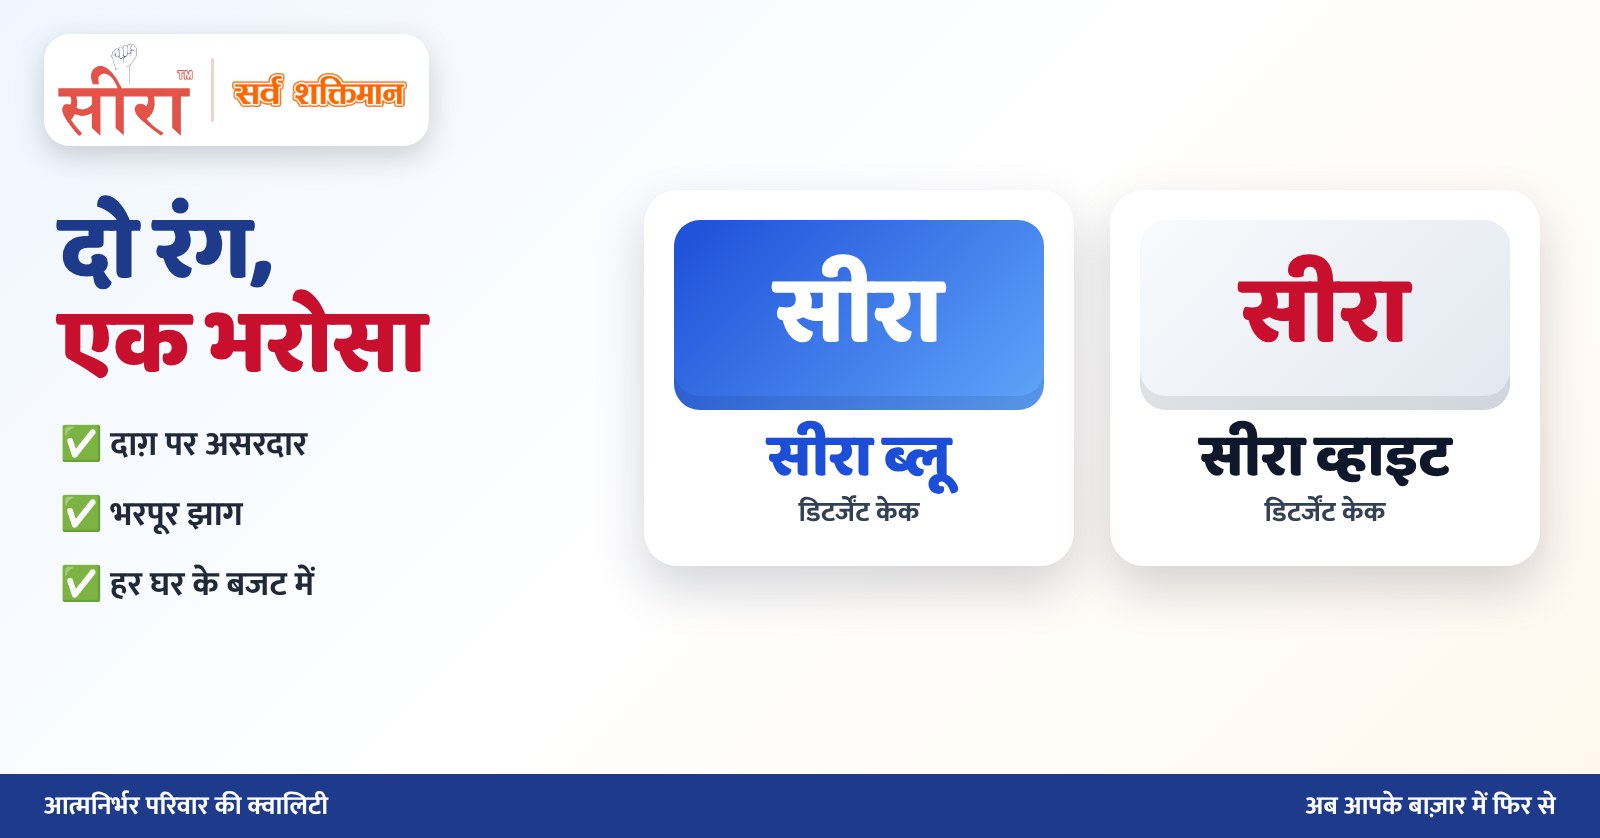 सीरा TM
सर्व शक्तिमान
दो रंग,
एक भरोसा
✅ दाग़ पर असरदार
✅ भरपूर झाग
✅ हर घर के बजट में
सीरा
सीरा ब्लू
डिटर्जेंट केक
सीरा
सीरा व्हाइट
डिटर्जेंट केक
आत्मनिर्भर परिवार की क्वालिटी
अब आपके बाज़ार में फिर से